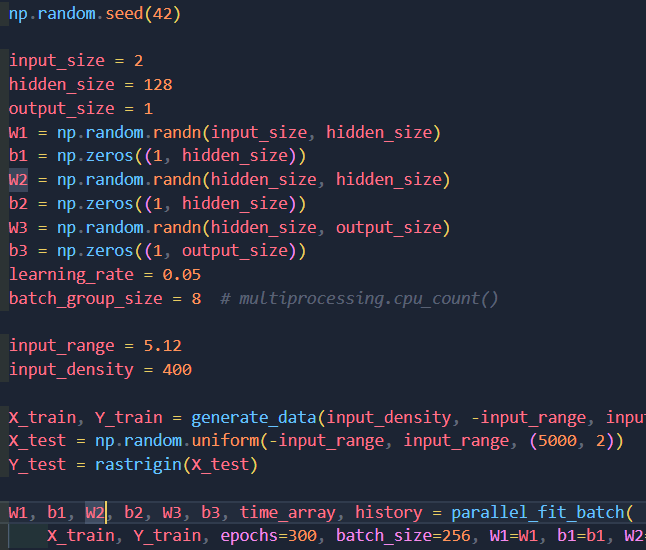 np.random.seed(42)
input_size = 2
hidden_size = 128
output_size = 1
W1 = np.random.randn(input_size, hidden_size)
b1 = np.zeros((1, hidden_size))
W2 = np.random.randn(hidden_size, hidden_size)
b2 = np.zeros((1, hidden_size))
W3 = np.random.randn(hidden_size, output_size)
b3 = np.zeros((1, output_size))
learning_rate = 0.05
batch_group_size = 8  # multiprocessing.cpu_count()
input_range = 5.12
input_density = 400
X_train, Y_train = generate_data(input_density, -input_range, inpu
X_test = np.random.uniform(-input_range, input_range, (5000, 2))
Y_test = rastrigin(X_test)
W1, b1, W2, b2, W3, b3, time_array, history = parallel_fit_batch(
X_train, Y_train, epochs=300, batch_size=256, W1=W1, b1=b1, W2=